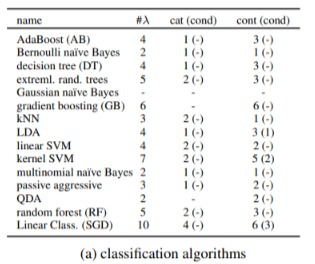 name #λ cat (cond) cont (cond)
AdaBoost (AB) 4 1 (-) 3 (-)
Bernoulli naïve Bayes 2 1 (-) 1 (-)
decision tree (DT) 4 1 (-) 3 (-)
extreml. rand. trees 5 2 (-) 3 (-)
Gaussian naïve Bayes - - -
gradient boosting (GB) 6 - 6 (-)
kNN 3 2 (-) 1 (-)
LDA 4 1 (-) 3 (1)
linear SVM 4 2 (-) 2 (-)
kernel SVM 7 2 (-) 5 (2)
multinomial naïve Bayes 2 1 (-) 1 (-)
passive aggressive 3 1 (-) 2 (-)
QDA 2 - 2 (-)
random forest (RF) 5 2 (-) 3 (-)
Linear Class. (SGD) 10 4 (-) 6 (3)
(a) classification algorithms